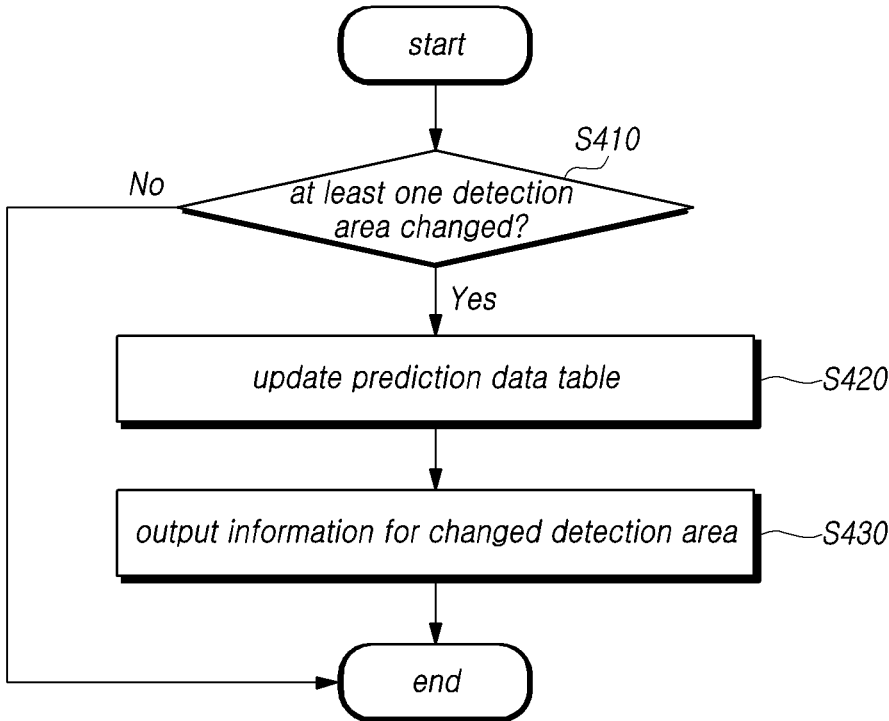 start
S410
No
at least one detection
area changed?
Yes
update prediction data table
S420
output information for changed detection area
S430
end